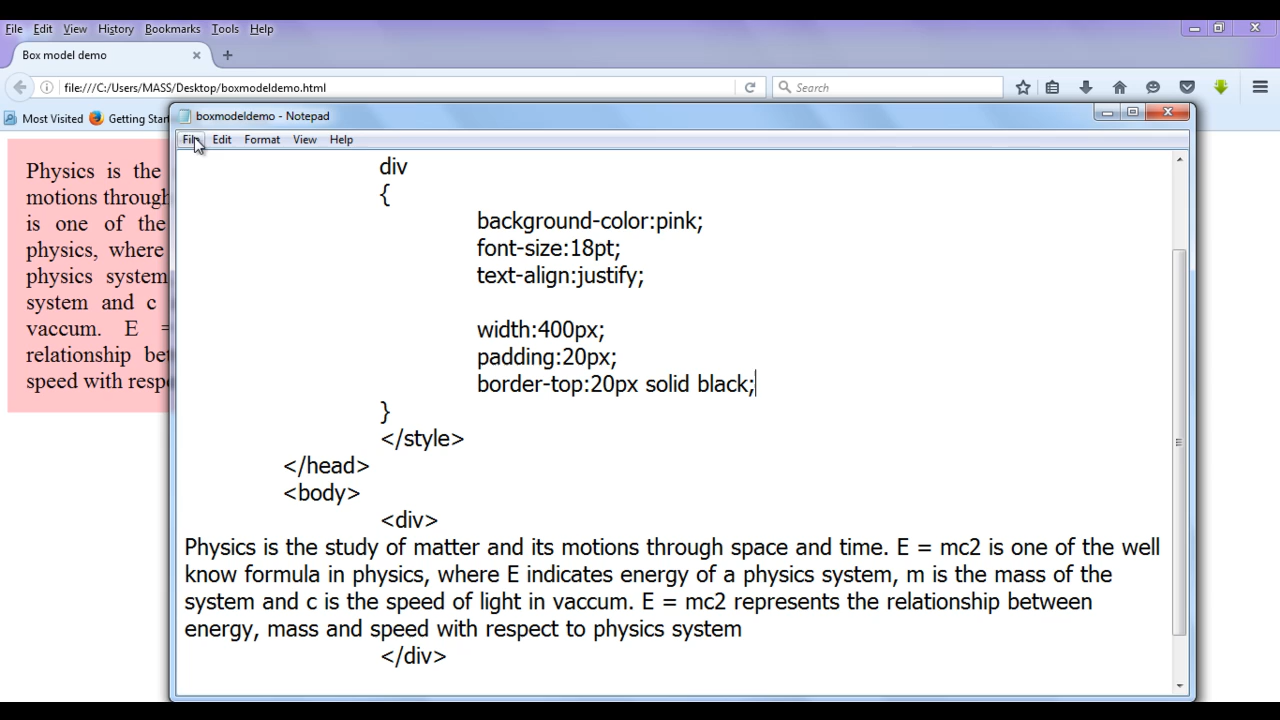 File Edit View History Bookmarks Tools Help
Box model demo
file:///C:/Users/MASS/Desktop/boxmodeldemo.html
Search
Most Visited Getting Start
boxmodeldemo - Notepad
File Edit Format View Help
Physics is the
motions through
is one of the
physics, where
physics system
system and c
vaccum. E =
relationship bet
speed with resp
div
{
background-color:pink;
font-size:18pt;
text-align:justify;
width:400px;
padding:20px;
border-top:20px solid black;
}
</style>
</head>
<body>
<div>
Physics is the study of matter and its motions through space and time. E = mc2 is one of the well
know formula in physics, where E indicates energy of a physics system, m is the mass of the
system and c is the speed of light in vaccum. E = mc2 represents the relationship between
energy, mass and speed with respect to physics system
</div>